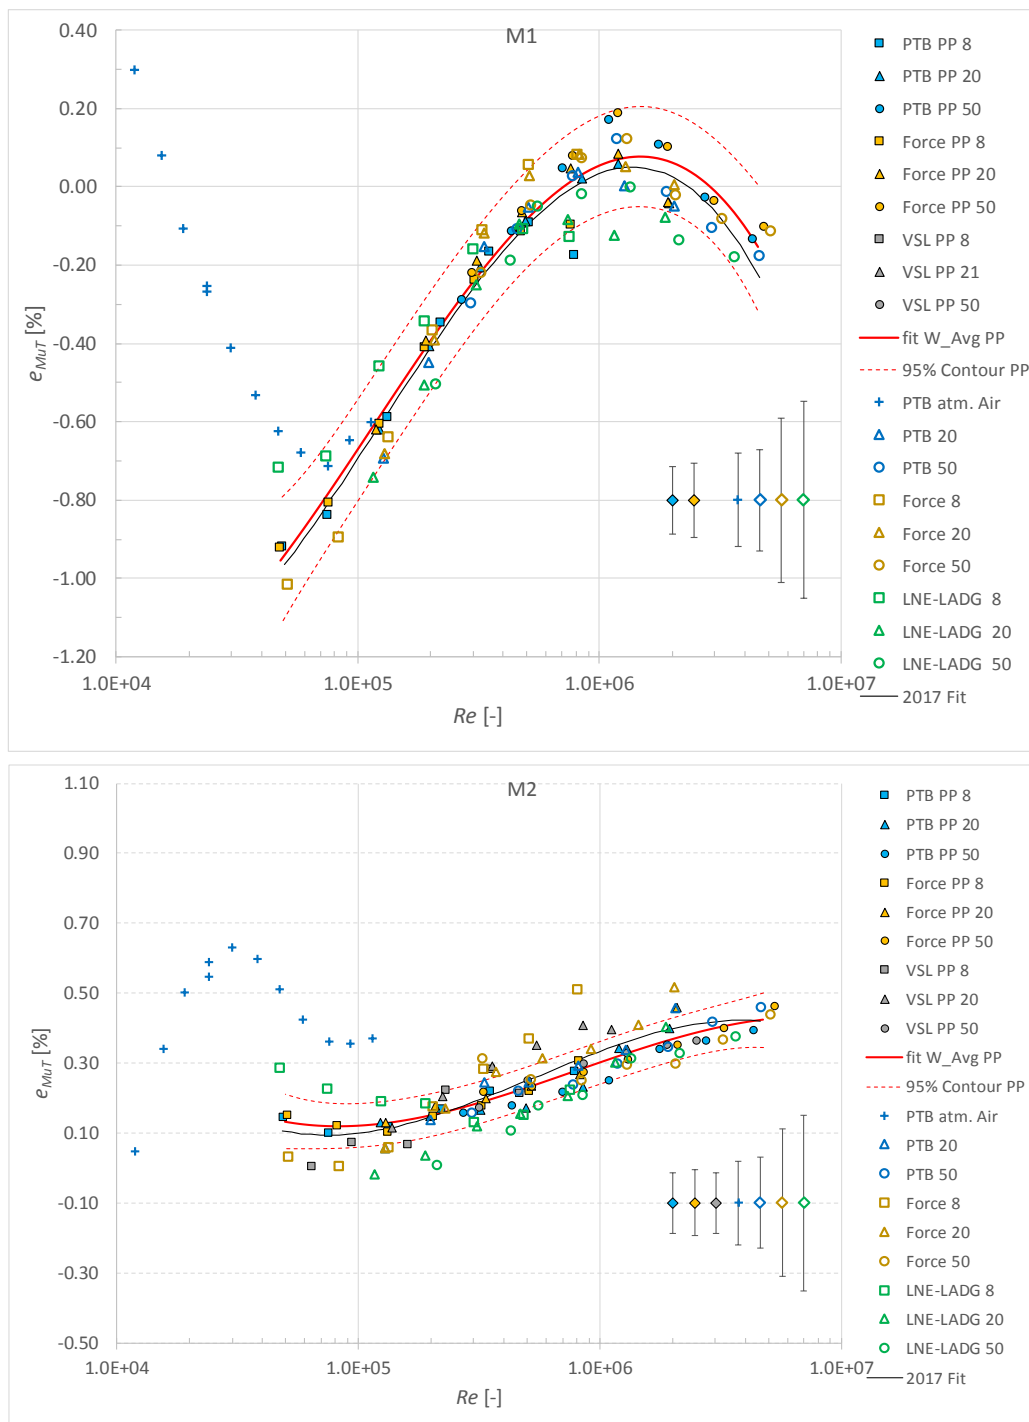 M1
0.40
0.20
0.00
-0.20
-0.40
-0.60
-0.80
-1.00
-1.20
e_MuT [%]
1.0E+04
1.0E+05
1.0E+06
1.0E+07
Re [-]
PTB PP 8
PTB PP 20
PTB PP 50
Force PP 8
Force PP 20
Force PP 50
VSL PP 8
VSL PP 21
VSL PP 50
fit W_Avg PP
95% Contour PP
PTB atm. Air
PTB 20
PTB 50
Force 8
Force 20
Force 50
LNE-LADG 8
LNE-LADG 20
LNE-LADG 50
2017 Fit
M2
1.10
0.90
0.70
0.50
0.30
0.10
-0.10
-0.30
-0.50
e_MuT [%]
1.0E+04
1.0E+05
1.0E+06
1.0E+07
Re [-]
PTB PP 8
PTB PP 20
PTB PP 50
Force PP 8
Force PP 20
Force PP 50
VSL PP 8
VSL PP 20
VSL PP 50
fit W_Avg PP
95% Contour PP
PTB atm. Air
PTB 20
PTB 50
Force 8
Force 20
Force 50
LNE-LADG 8
LNE-LADG 20
LNE-LADG 50
2017 Fit